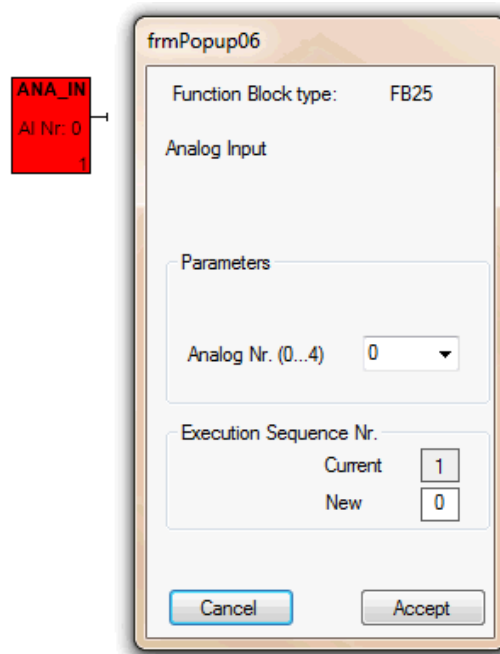 ANA_IN
AI Nr: 0
1
frmPopup06
Function Block type: FB25
Analog Input
Parameters
Analog Nr. (0...4) 0
Execution Sequence Nr.
Current 1
New 0
Cancel Accept